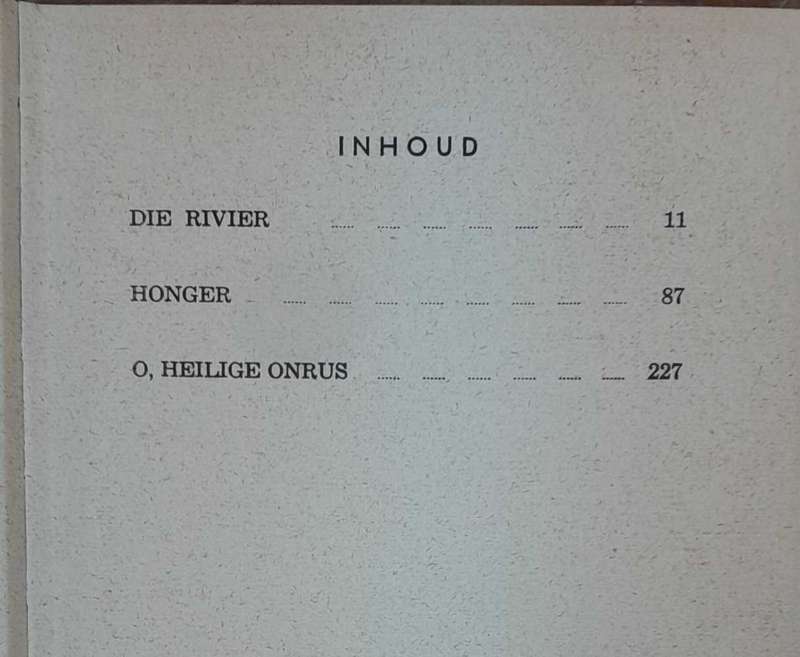 INHOUD
DIE RIVIER ...... ...... ...... ...... ...... ...... ...... 11
HONGER ...... ...... ...... ...... ...... ...... ...... ...... 87
O, HEILIGE ONRUS ...... ...... ...... ...... ...... ...... 227